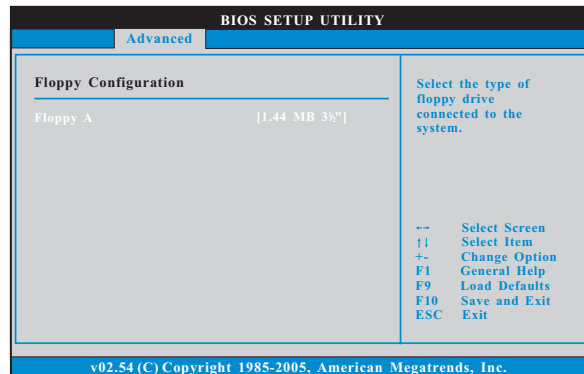 BIOS SETUP UTILITY
Advanced
Floppy Configuration
Floppy A [1.44 MB 3½"]
Select the type of
floppy drive
connected to the
system.
←→ Select Screen
↑↓ Select Item
+- Change Option
F1 General Help
F9 Load Defaults
F10 Save and Exit
ESC Exit
v02.54 (C) Copyright 1985-2005, American Megatrends, Inc.